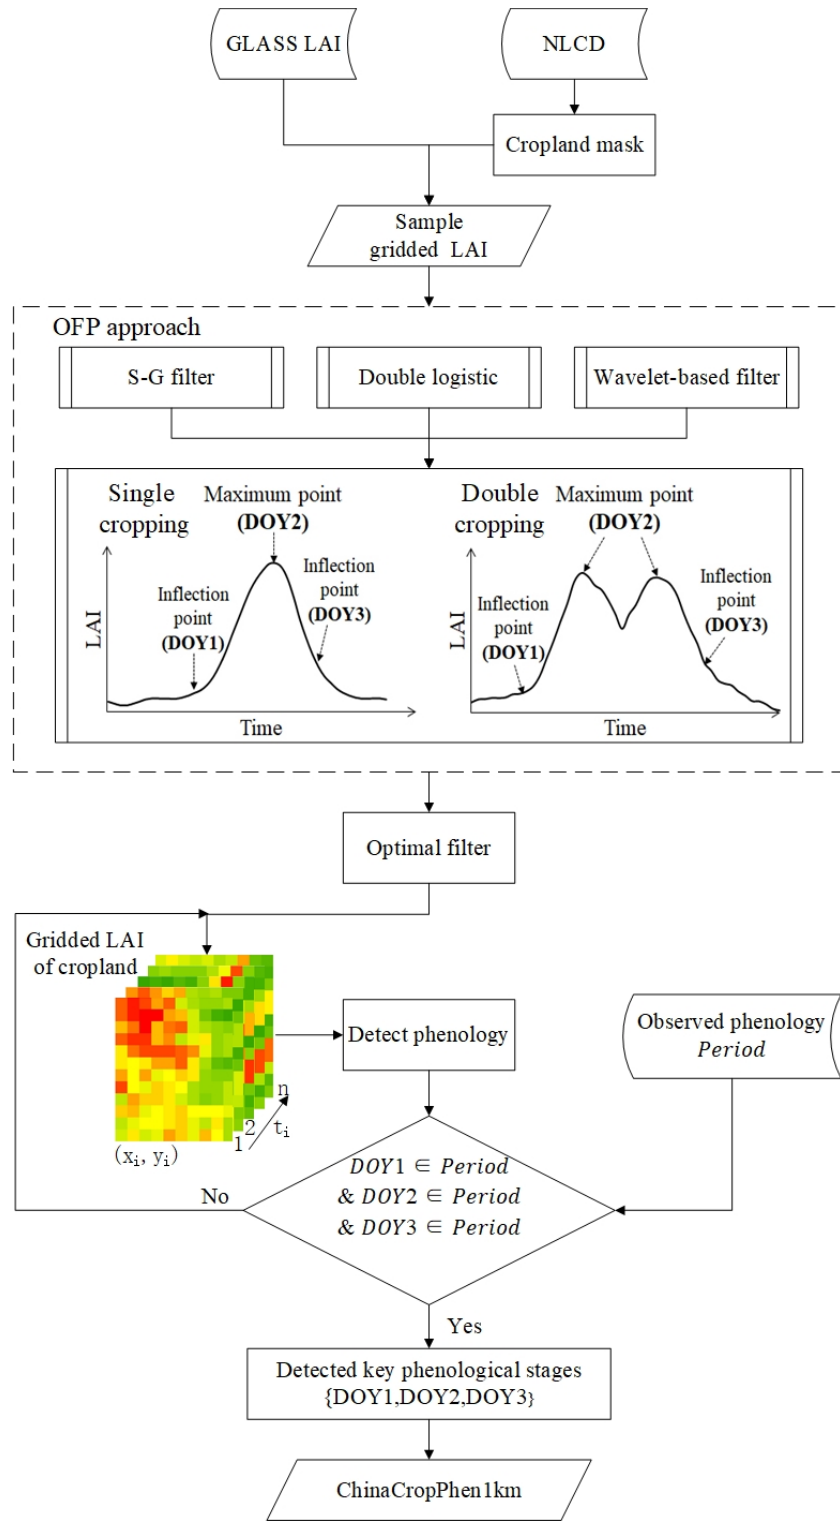 GLASS LAI
NLCD
Cropland mask
Sample
gridded LAI
OFP approach
S-G filter
Double logistic
Wavelet-based filter
Single
cropping
Maximum point
(DOY2)
Inflection
point
(DOY1)
Inflection
point
(DOY3)
LAI
Time
Double
cropping
Maximum point
(DOY2)
Inflection
point
(DOY1)
Inflection
point
(DOY3)
LAI
Time
Optimal filter
Gridded LAI
of cropland
n
2
1
t_i
(x_i, y_i)
Detect phenology
Observed phenology
Period
DOY1 ∈ Period
& DOY2 ∈ Period
& DOY3 ∈ Period
No
Yes
Detected key phenological stages
{DOY1,DOY2,DOY3}
ChinaCropPhen1km